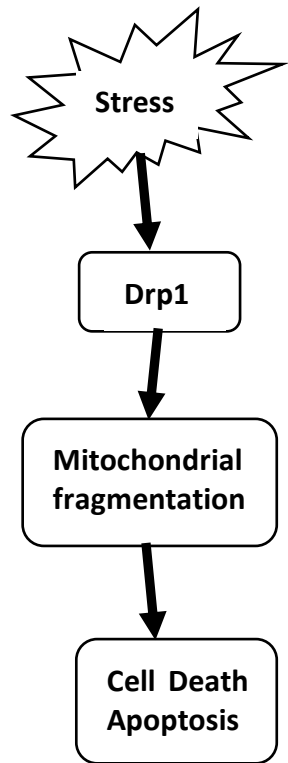 Stress
Drp1
Mitochondrial
fragmentation
Cell Death
Apoptosis